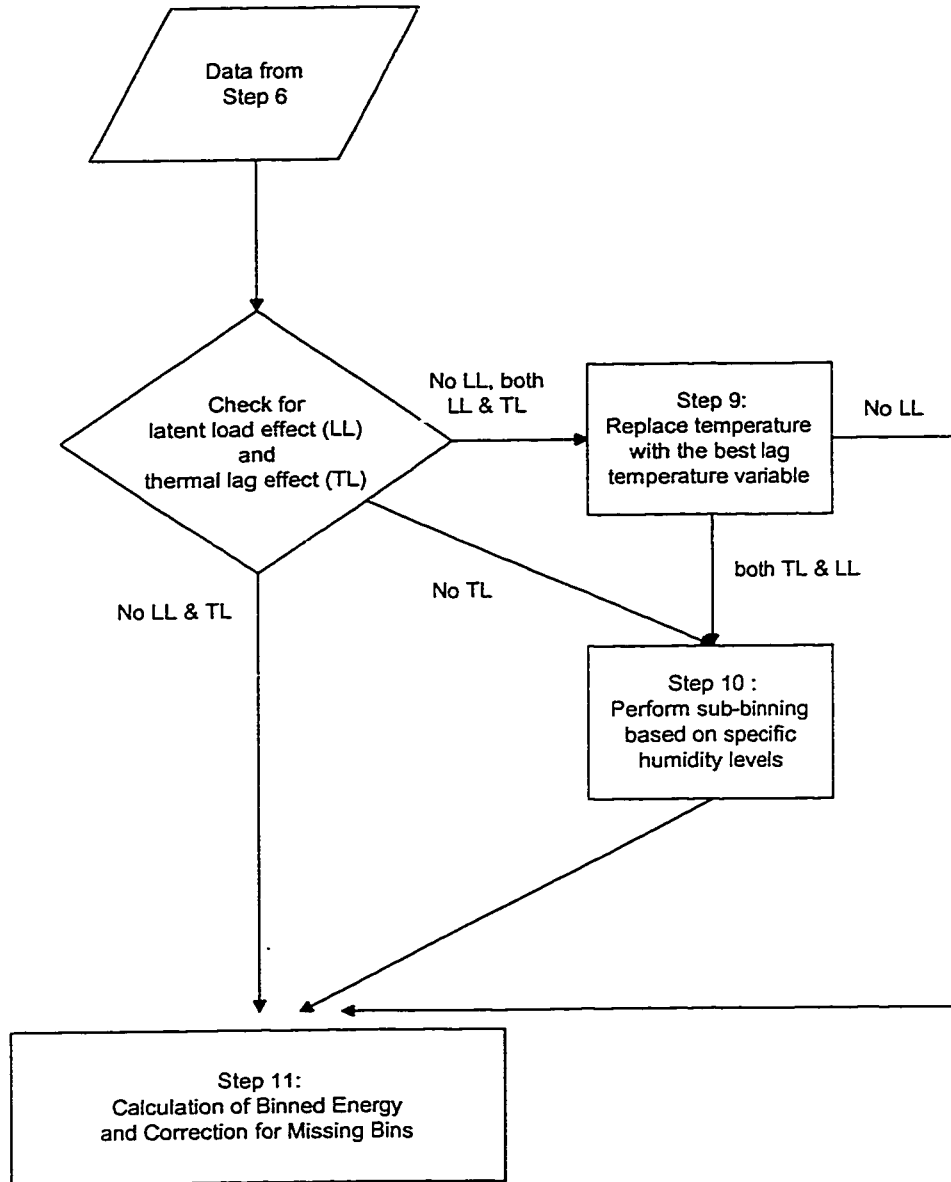 Data from
Step 6
Check for
latent load effect (LL)
and
thermal lag effect (TL)
No LL, both
LL & TL
Step 9:
Replace temperature
with the best lag
temperature variable
No LL
both TL & LL
No TL
No LL & TL
Step 10 :
Perform sub-binning
based on specific
humidity levels
Step 11:
Calculation of Binned Energy
and Correction for Missing Bins